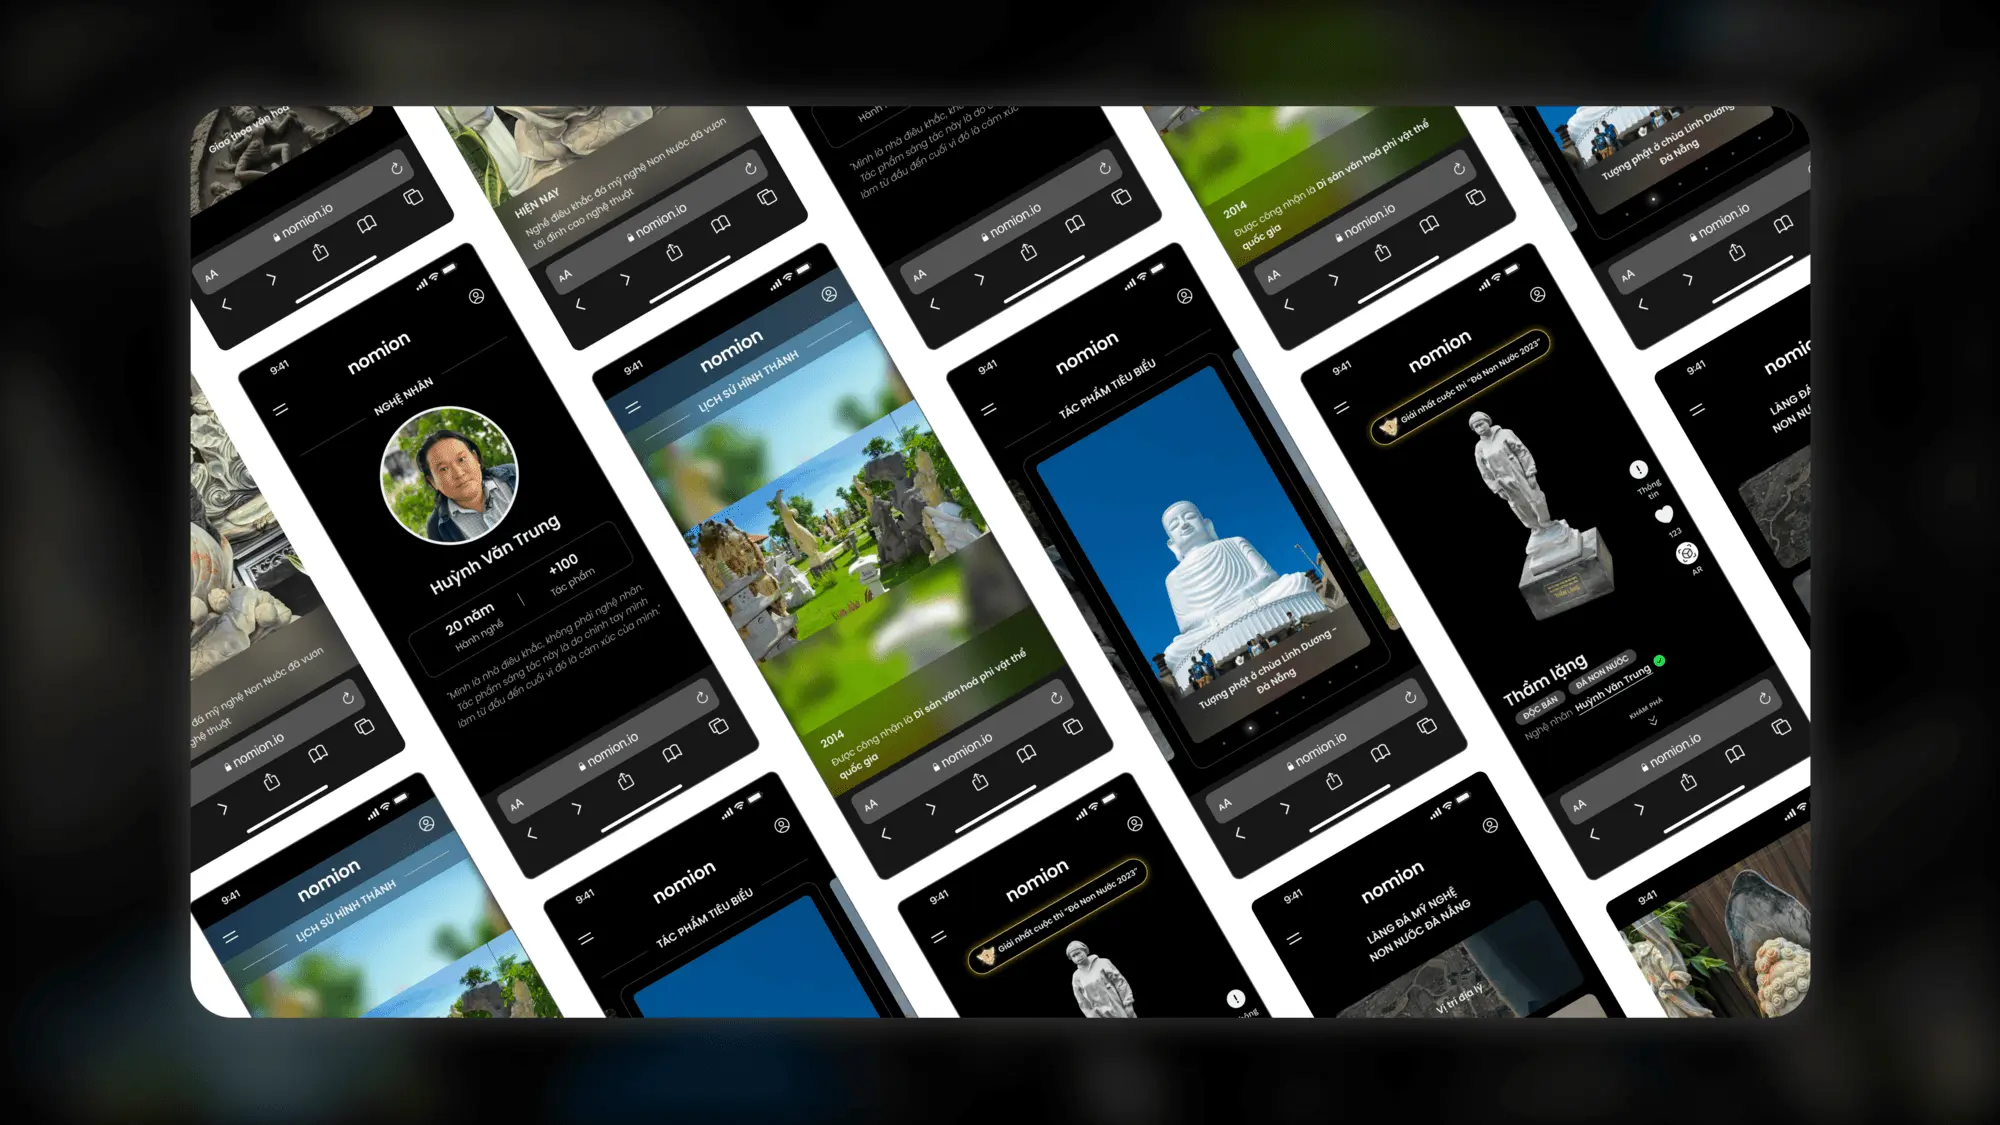 Giao thoa văn hoá
nomion.io
AA
HIỆN NAY
Nghề điêu khắc đá mỹ nghệ Non Nước đã vươn
tới đỉnh cao nghệ thuật
nomion.io
AA
Hành
"Mình là nhà điêu khắc, kh
Tác phẩm sáng tác này là do c
làm từ đầu đến cuối vì đó là cảm xúc
nomion.io
AA
2014
Được công nhận là Di sản văn hoá phi vật thể
quốc gia
nomion.io
AA
Tượng phật ở chùa Linh Dương
Đà Nẵng
nomion.io
AA
đá mỹ nghệ Non Nước đã vươn
nghệ thuật
nomion.io
9:41
nomion
NGHỆ NHÂN
Huỳnh Văn Trung
20 năm
Hành nghề
+100
Tác phẩm
"Mình là nhà điêu khắc, không phải nghệ nhân.
Tác phẩm sáng tác này là do chính tay mình
làm từ đầu đến cuối vì đó là cảm xúc của mình."
nomion.io
AA
9:41
nomion
LỊCH SỬ HÌNH THÀNH
2014
Được công nhận là Di sản văn hoá phi vật thể
quốc gia
nomion.io
AA
9:41
nomion
TÁC PHẨM TIÊU BIỂU
Tượng phật ở chùa Linh Dương -
Đà Nẵng
nomion.io
AA
9:41
nomion
Giải nhất cuộc thi "Đá Non Nước 2023"
Thông
tin
123
AR
Thầm lặng
ĐỘC BẢN
ĐÁ NON NƯỚC
Nghệ nhân Huỳnh Văn Trung
KHÁM PHÁ
nomion.io
AA
9:41
nomio
LÀNG Đ
NON NƯ
9:41
nomion
LỊCH SỬ HÌNH THÀNH
9:41
nomion
TÁC PHẨM TIÊU BIỂU
9:41
nomion
Giải nhất cuộc thi "Đá Non Nước 2023"
9:41
nomion
LÀNG ĐÁ MỸ NGHỆ
NON NƯỚC ĐÀ NẴNG
Vị trí địa lý
9:41